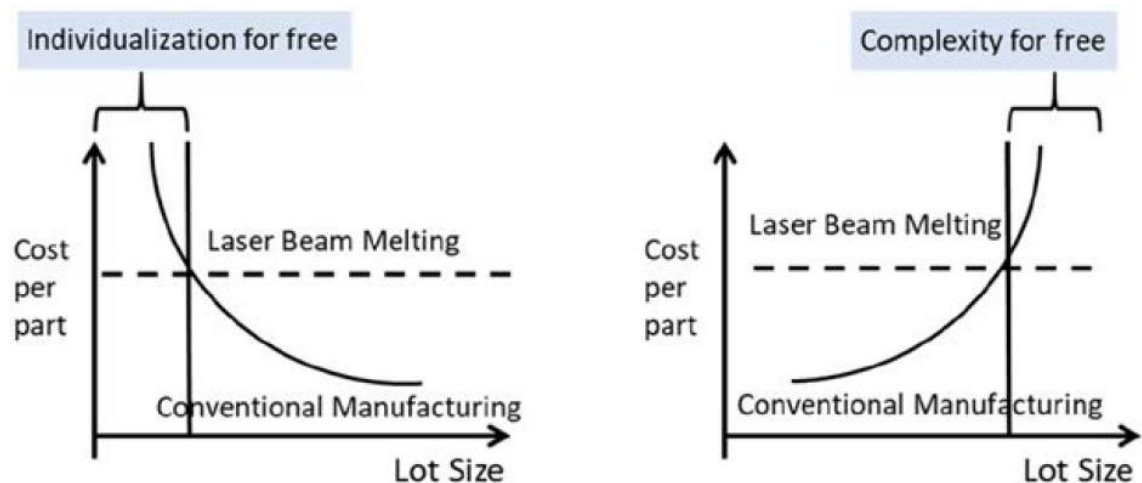 Individualization for free
Complexity for free
Cost
per
part
Laser Beam Melting
Conventional Manufacturing
Lot Size
Cost
per
part
Laser Beam Melting
Conventional Manufacturing
Lot Size